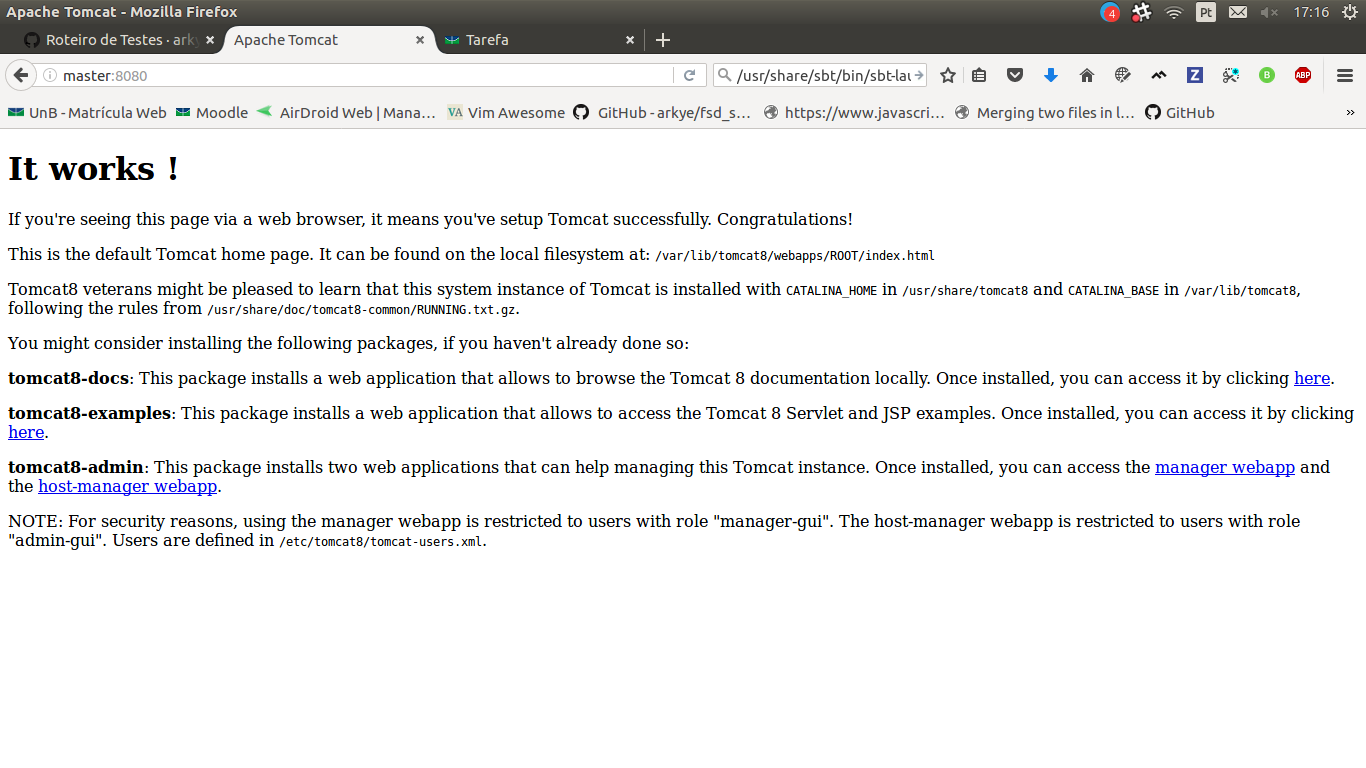 Apache Tomcat - Mozilla Firefox
4
Pt
17:16
Roteiro de Testes · ark
Apache Tomcat
Tarefa
master:8080
/usr/share/sbt/bin/sbt-lau
Z
B
ABP
UnB - Matrícula Web
Moodle
AirDroid Web | Mana...
VA Vim Awesome
GitHub - arkye/fsd_s...
https://www.javascri...
Merging two files in l...
GitHub
»
It works !
If you're seeing this page via a web browser, it means you've setup Tomcat successfully. Congratulations!
This is the default Tomcat home page. It can be found on the local filesystem at: /var/lib/tomcat8/webapps/ROOT/index.html
Tomcat8 veterans might be pleased to learn that this system instance of Tomcat is installed with CATALINA_HOME in /usr/share/tomcat8 and CATALINA_BASE in /var/lib/tomcat8,
following the rules from /usr/share/doc/tomcat8-common/RUNNING.txt.gz.
You might consider installing the following packages, if you haven't already done so:
tomcat8-docs: This package installs a web application that allows to browse the Tomcat 8 documentation locally. Once installed, you can access it by clicking here.
tomcat8-examples: This package installs a web application that allows to access the Tomcat 8 Servlet and JSP examples. Once installed, you can access it by clicking
here.
tomcat8-admin: This package installs two web applications that can help managing this Tomcat instance. Once installed, you can access the manager webapp and
the host-manager webapp.
NOTE: For security reasons, using the manager webapp is restricted to users with role "manager-gui". The host-manager webapp is restricted to users with role
"admin-gui". Users are defined in /etc/tomcat8/tomcat-users.xml.